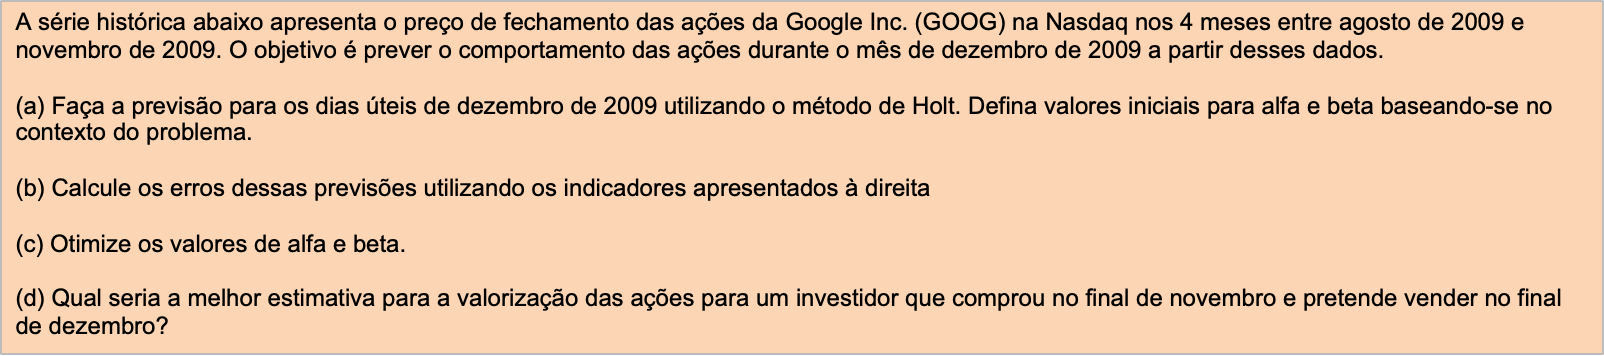 A série histórica abaixo apresenta o preço de fechamento das ações da Google Inc. (GOOG) na Nasdaq nos 4 meses entre agosto de 2009 e
novembro de 2009. O objetivo é prever o comportamento das ações durante o mês de dezembro de 2009 a partir desses dados.
(a) Faça a previsão para os dias úteis de dezembro de 2009 utilizando o método de Holt. Defina valores iniciais para alfa e beta baseando-se no
contexto do problema.
(b) Calcule os erros dessas previsões utilizando os indicadores apresentados à direita
(c) Otimize os valores de alfa e beta.
(d) Qual seria a melhor estimativa para a valorização das ações para um investidor que comprou no final de novembro e pretende vender no final
de dezembro?